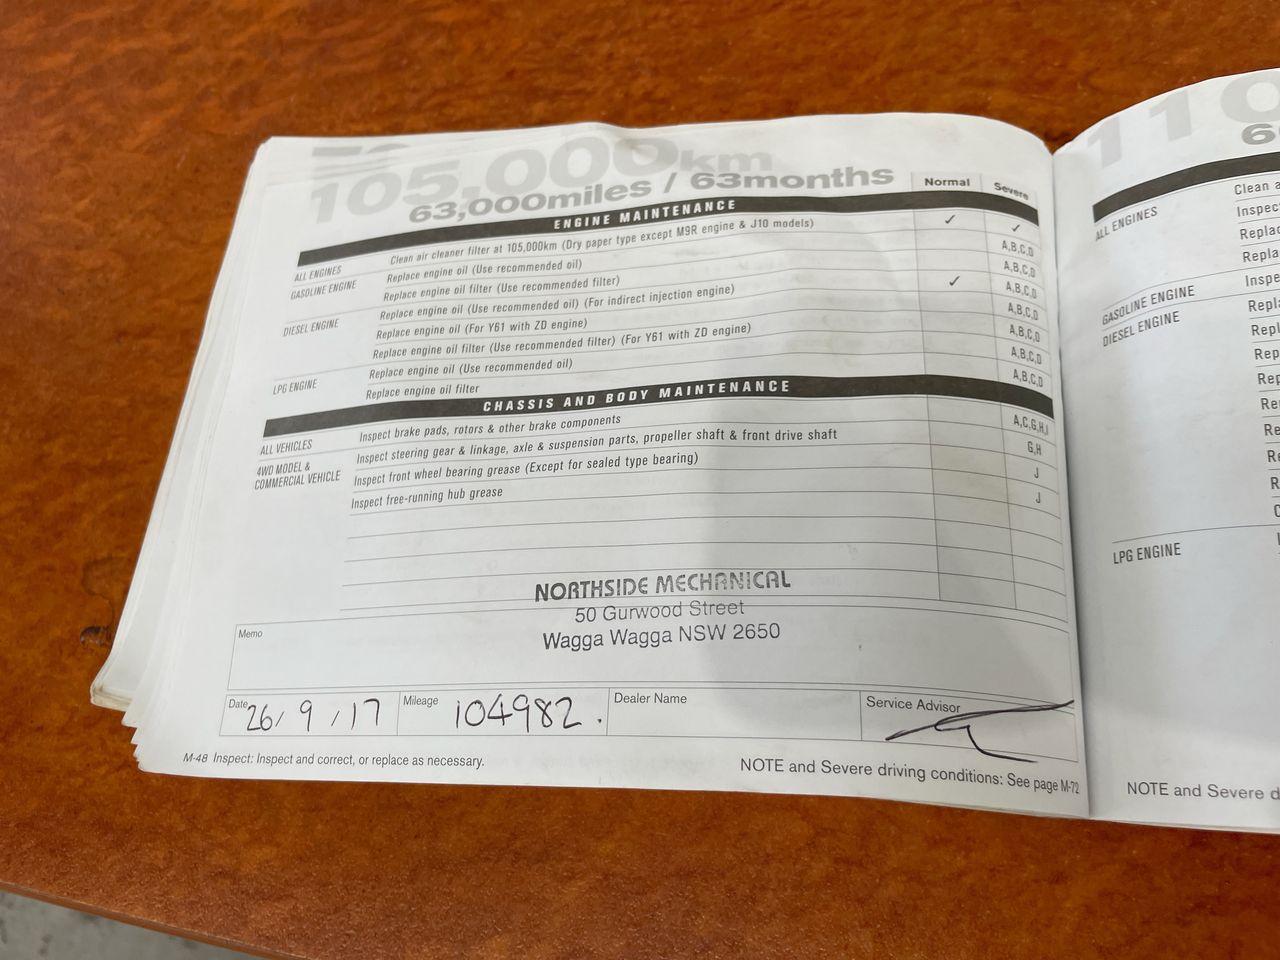 105,000km
63,000miles / 63months
Normal
Severe
ENGINE MAINTENANCE
ALL ENGINES
Clean air cleaner filter at 105,000km (Dry paper type except M9R engine & J10 models) ✓ ✓
GASOLINE ENGINE
Replace engine oil (Use recommended oil) A,B,C,D
Replace engine oil filter (Use recommended filter) A,B,C,D
DIESEL ENGINE
Replace engine oil (Use recommended oil) (For indirect injection engine) ✓ A,B,C,D
Replace engine oil (For Y61 with ZD engine) A,B,C,D
Replace engine oil filter (Use recommended filter) (For Y61 with ZD engine) A,B,C,D
LPG ENGINE
Replace engine oil (Use recommended oil) A,B,C,D
Replace engine oil filter A,B,C,D
CHASSIS AND BODY MAINTENANCE
ALL VEHICLES
Inspect brake pads, rotors & other brake components A,C,G,H,I
4WD MODEL &
COMMERCIAL VEHICLE
Inspect steering gear & linkage, axle & suspension parts, propeller shaft & front drive shaft G,H
Inspect front wheel bearing grease (Except for sealed type bearing) J
Inspect free-running hub grease J
NORTHSIDE MECHANICAL
50 Gurwood Street
Wagga Wagga NSW 2650
Memo
Date 26/9/17
Mileage 104982.
Dealer Name
Service Advisor
M-48 Inspect: Inspect and correct, or replace as necessary.
NOTE and Severe driving conditions: See page M-72
110
6
ALL ENGINES
Clean a
Inspec
Replac
Repla
GASOLINE ENGINE
Inspe
DIESEL ENGINE
Repl
Repl
Rep
Rep
Re
Re
Re
R
LPG ENGINE
NOTE and Severe d